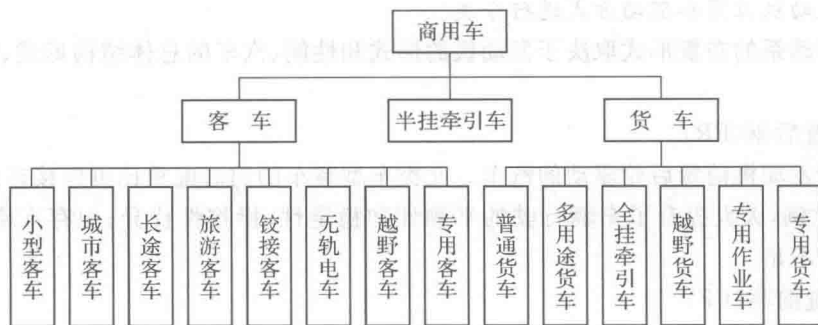 商用车
客 车
半挂牵引车
货 车
小型客车
城市客车
长途客车
旅游客车
铰接客车
无轨电车
越野客车
专用客车
普通货车
多用途货车
全挂牵引车
越野货车
专用作业车
专用货车